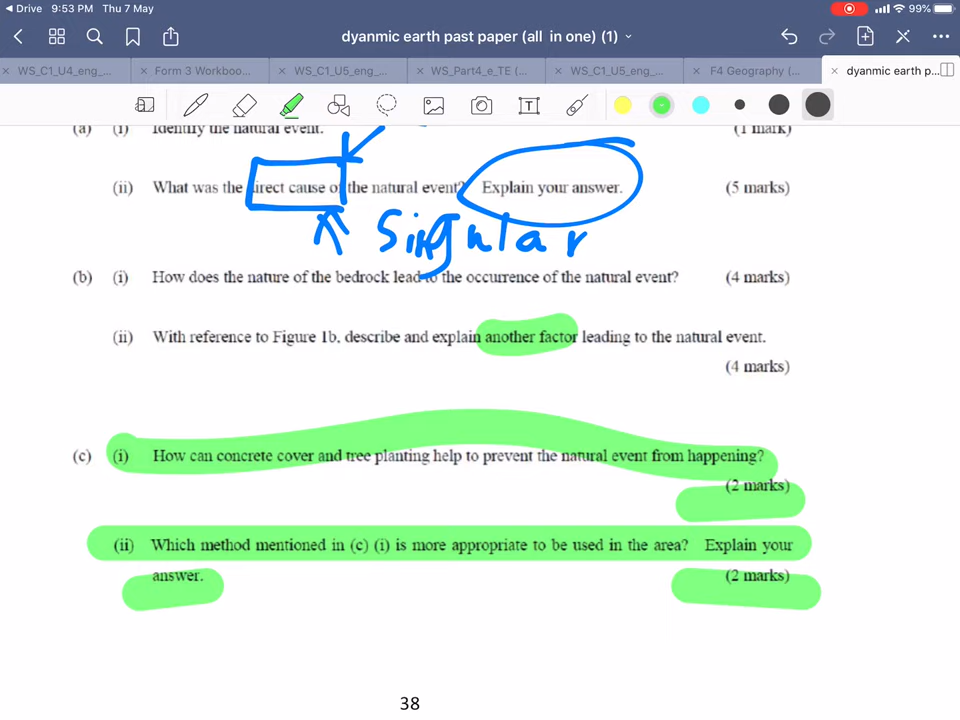 Drive 9:53 PM Thu 7 May 99%
dyanmic earth past paper (all in one) (1)
WS_C1_U4_eng_...
Form 3 Workboo...
WS_C1_U5_eng_...
WS_Part4_e_TE (...
WS_C1_U5_eng_...
F4 Geography (...
dyanmic earth p...
(a) (i) Identify the natural event. (1 mark)
(ii) What was the direct cause of the natural event? Explain your answer. (5 marks)
Singular
(b) (i) How does the nature of the bedrock lead to the occurrence of the natural event? (4 marks)
(ii) With reference to Figure 1b, describe and explain another factor leading to the natural event.
(4 marks)
(c) (i) How can concrete cover and tree planting help to prevent the natural event from happening?
(2 marks)
(ii) Which method mentioned in (c) (i) is more appropriate to be used in the area? Explain your
answer. (2 marks)
38